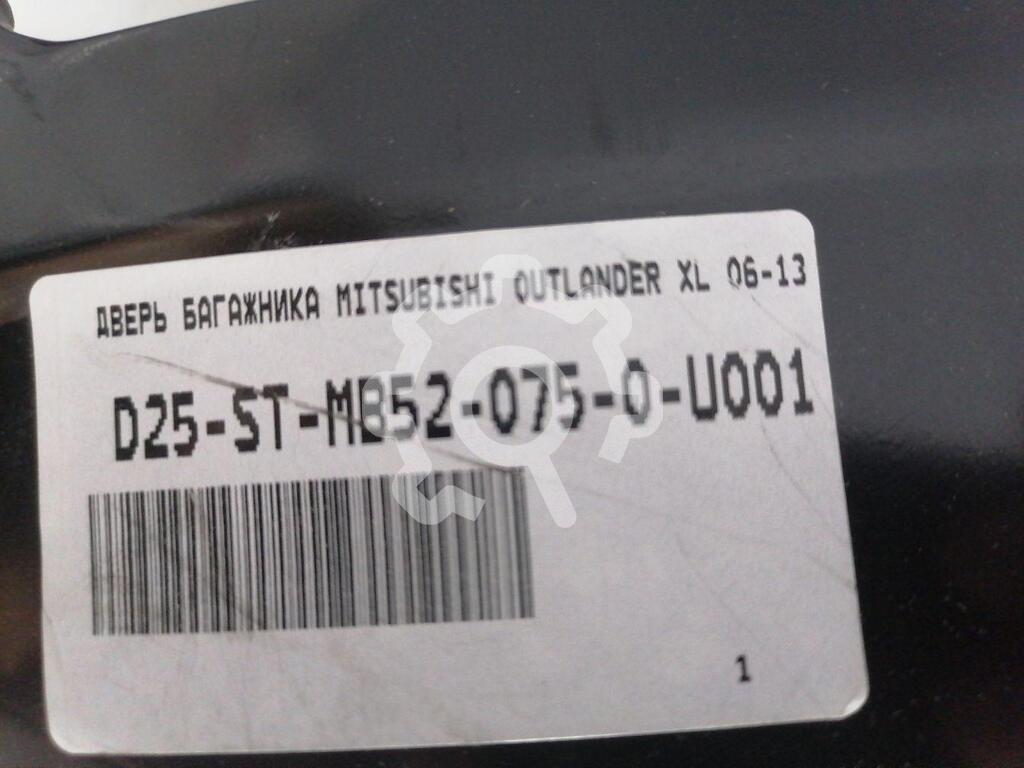 ДВЕРЬ БАГАЖНИКА MITSUBISHI OUTLANDER XL 06-13
D25-ST-MB52-075-0-U001
1